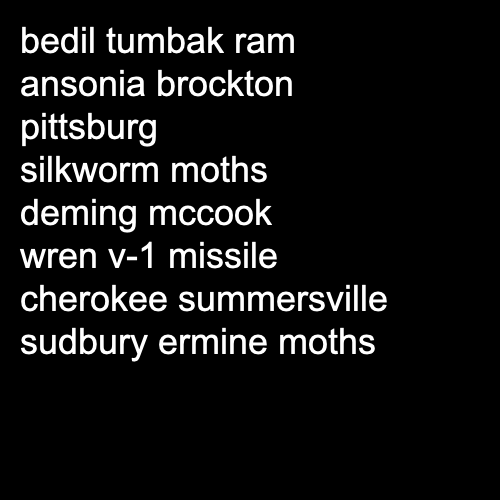 bedil tumbak ram
ansonia brockton
pittsburg
silkworm moths
deming mccook
wren v-1 missile
cherokee summersville
sudbury ermine moths